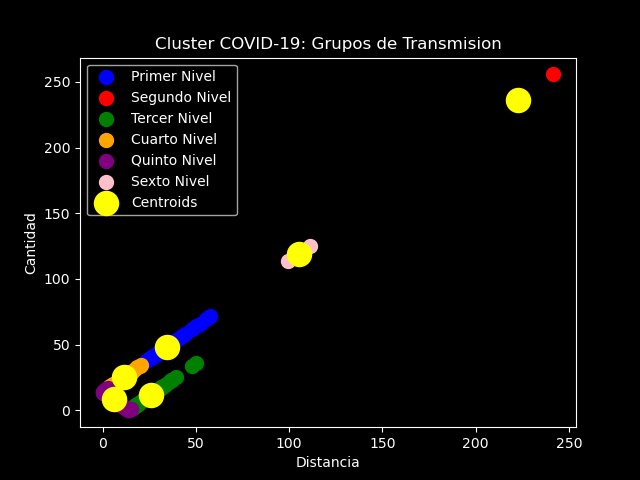 Cluster COVID-19: Grupos de Transmision
Primer Nivel
Segundo Nivel
Tercer Nivel
Cuarto Nivel
Quinto Nivel
Sexto Nivel
Centroids
Cantidad
250
200
150
100
50
0
0 50 100 150 200 250
Distancia